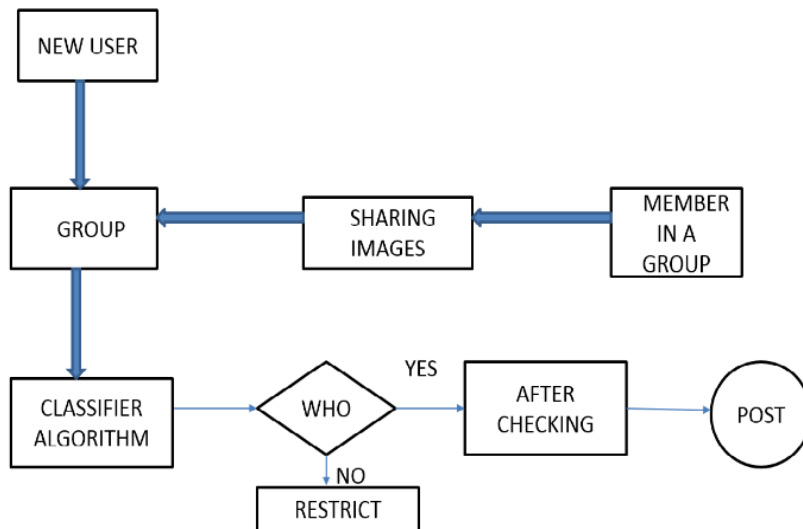 NEW USER
GROUP
SHARING
IMAGES
MEMBER
IN A
GROUP
CLASSIFIER
ALGORITHM
WHO
YES
AFTER
CHECKING
POST
NO
RESTRICT